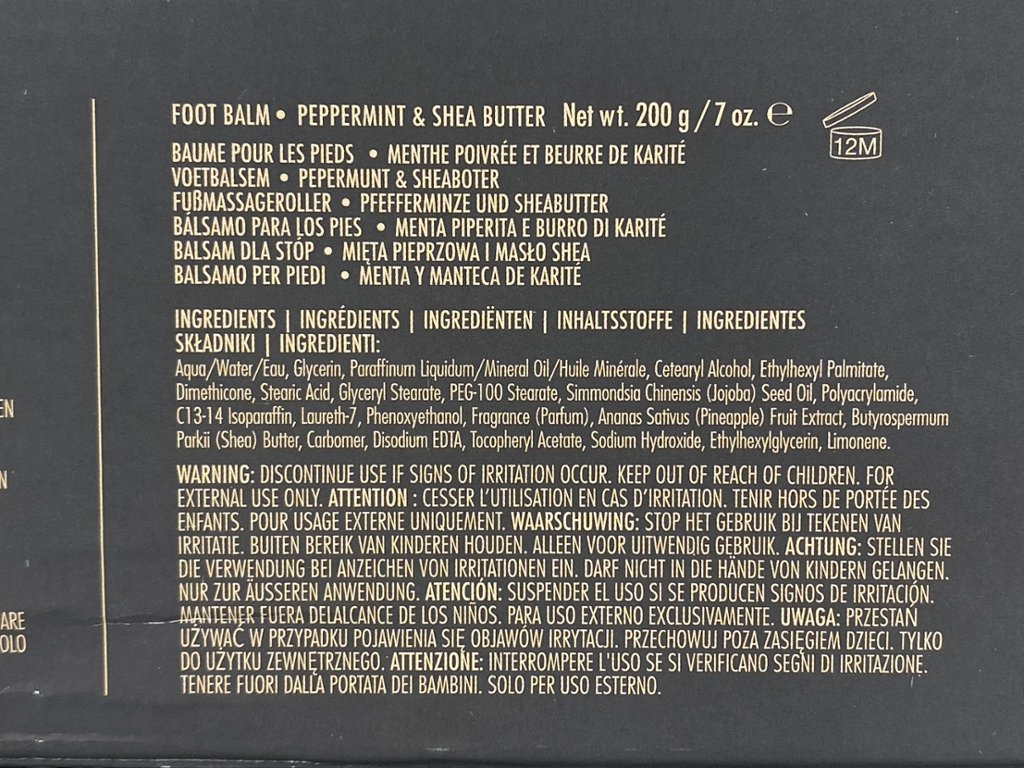 FOOT BALM • PEPPERMINT & SHEA BUTTER Net wt. 200 g / 7 oz. ℮
12M
BAUME POUR LES PIEDS • MENTHE POIVRÉE ET BEURRE DE KARITÉ
VOETBALSEM • PEPERMUNT & SHEABOTER
FUßMASSAGEROLLER • PFEFFERMINZE UND SHEABUTTER
BÁLSAMO PARA LOS PIES • MENTA PIPERITA E BURRO DI KARITÉ
BALSAM DLA STÓP • MIĘTA PIEPRZOWA I MASŁO SHEA
BALSAMO PER PIEDI • MENTA Y MANTECA DE KARITÉ
INGREDIENTS | INGRÉDIENTS | INGREDIËNTEN | INHALTSSTOFFE | INGREDIENTES
SKŁADNIKI | INGREDIENTI:
Aqua/Water/Eau, Glycerin, Paraffinum Liquidum/Mineral Oil/Huile Minérale, Cetearyl Alcohol, Ethylhexyl Palmitate,
Dimethicone, Stearic Acid, Glyceryl Stearate, PEG-100 Stearate, Simmondsia Chinensis (Jojoba) Seed Oil, Polyacrylamide,
C13-14 Isoparaffin, Laureth-7, Phenoxyethanol, Fragrance (Parfum), Ananas Sativus (Pineapple) Fruit Extract, Butyrospermum
Parkii (Shea) Butter, Carbomer, Disodium EDTA, Tocopheryl Acetate, Sodium Hydroxide, Ethylhexylglycerin, Limonene.
WARNING: DISCONTINUE USE IF SIGNS OF IRRITATION OCCUR. KEEP OUT OF REACH OF CHILDREN. FOR
EXTERNAL USE ONLY. ATTENTION : CESSER L'UTILISATION EN CAS D'IRRITATION. TENIR HORS DE PORTÉE DES
ENFANTS. POUR USAGE EXTERNE UNIQUEMENT. WAARSCHUWING: STOP HET GEBRUIK BIJ TEKENEN VAN
IRRITATIE. BUITEN BEREIK VAN KINDEREN HOUDEN. ALLEEN VOOR UITWENDIG GEBRUIK. ACHTUNG: STELLEN SIE
DIE VERWENDUNG BEI ANZEICHEN VON IRRITATIONEN EIN. DARF NICHT IN DIE HÄNDE VON KINDERN GELANGEN.
NUR ZUR ÄUSSEREN ANWENDUNG. ATENCIÓN: SUSPENDER EL USO SI SE PRODUCEN SIGNOS DE IRRITACIÓN.
MANTENER FUERA DELALCANCE DE LOS NIÑOS. PARA USO EXTERNO EXCLUSIVAMENTE. UWAGA: PRZESTAŃ
UŻYWAĆ W PRZYPADKU POJAWIENIA SIĘ OBJAWÓW IRRYTACJI. PRZECHOWUJ POZA ZASIĘGIEM DZIECI. TYLKO
DO UŻYTKU ZEWNĘTRZNEGO. ATTENZIONE: INTERROMPERE L'USO SE SI VERIFICANO SEGNI DI IRRITAZIONE.
TENERE FUORI DALLA PORTATA DEI BAMBINI. SOLO PER USO ESTERNO.